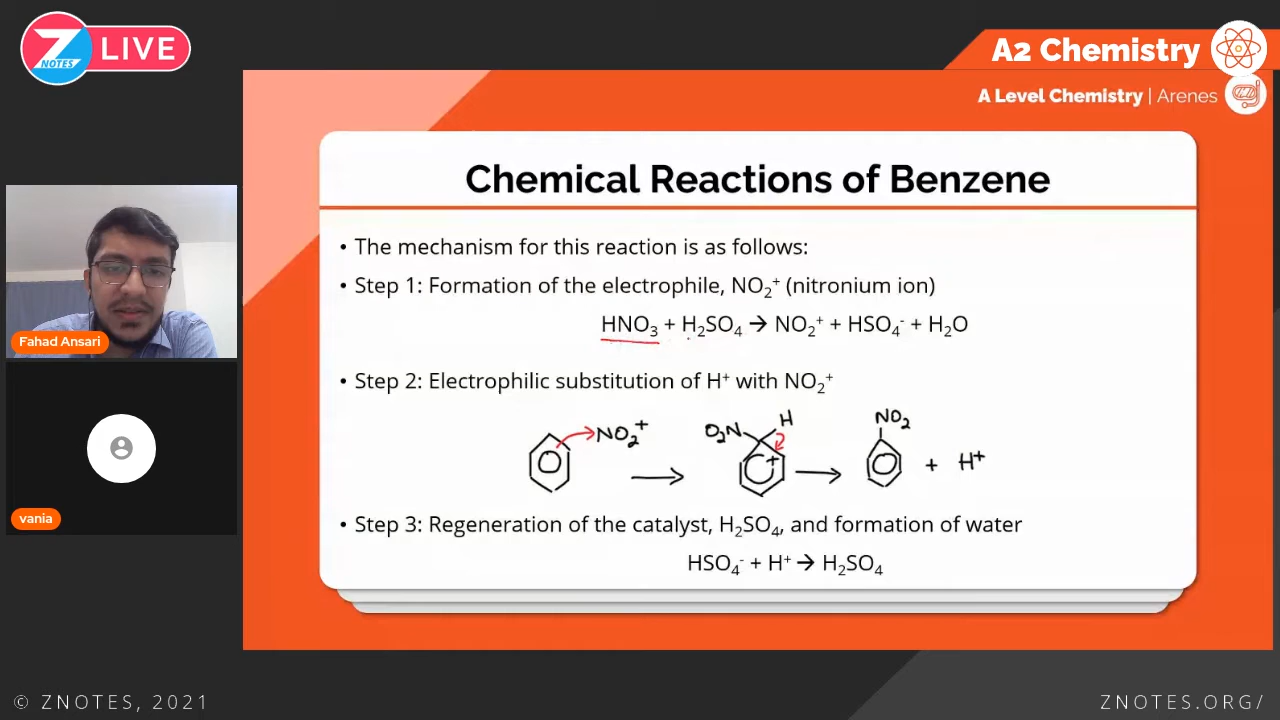 Z NOTES LIVE
A2 Chemistry
A Level Chemistry | Arenes
Chemical Reactions of Benzene
• The mechanism for this reaction is as follows:
• Step 1: Formation of the electrophile, NO₂⁺ (nitronium ion)
HNO₃ + H₂SO₄ → NO₂⁺ + HSO₄⁻ + H₂O
• Step 2: Electrophilic substitution of H⁺ with NO₂⁺
NO₂⁺ → O₂N H + → NO₂ + H⁺
• Step 3: Regeneration of the catalyst, H₂SO₄, and formation of water
HSO₄⁻ + H⁺ → H₂SO₄
Fahad Ansari
vania
© ZNOTES, 2021
ZNOTES.ORG/